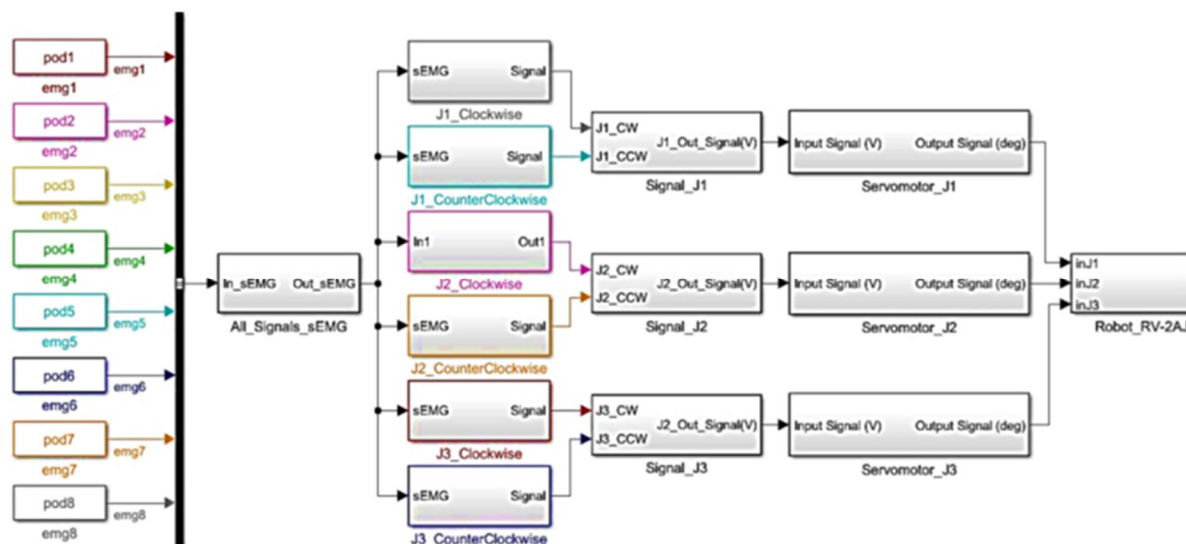 pod1
emg1
emg1
pod2
emg2
emg2
pod3
emg3
emg3
pod4
emg4
emg4
pod5
emg5
emg5
pod6
emg6
emg6
pod7
emg7
emg7
pod8
emg8
emg8
In_sEMG Out_sEMG
All_Signals_sEMG
sEMG Signal
J1_Clockwise
sEMG Signal
J1_CounterClockwise
In1 Out1
J2_Clockwise
sEMG Signal
J2_CounterClockwise
sEMG Signal
J3_Clockwise
sEMG Signal
J3_CounterClockwise
J1_CW
J1_Out_Signal(V)
J1_CCW
Signal_J1
J2_CW
J2_Out_Signal(V)
J2_CCW
Signal_J2
J3_CW
J2_Out_Signal(V)
J3_CCW
Signal_J3
Input Signal (V) Output Signal (deg)
Servomotor_J1
Input Signal (V) Output Signal (deg)
Servomotor_J2
Input Signal (V) Output Signal (deg)
Servomotor_J3
inJ1
inJ2
inJ3
Robot_RV-2AJ